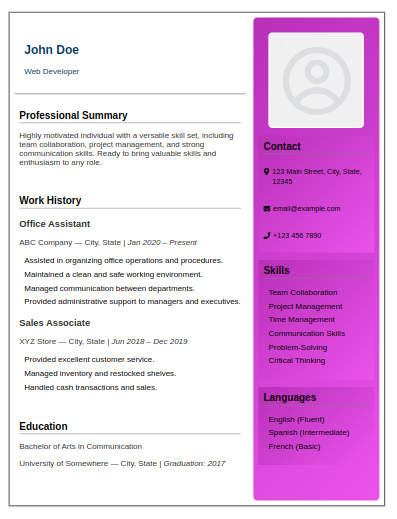 John Doe
Web Developer
Professional Summary
Highly motivated individual with a versatile skill set, including
team collaboration, project management, and strong
communication skills. Ready to bring valuable skills and
enthusiasm to any role.
Work History
Office Assistant
ABC Company — City, State | Jan 2020 – Present
Assisted in organizing office operations and procedures.
Maintained a clean and safe working environment.
Managed communication between departments.
Provided administrative support to managers and executives.
Sales Associate
XYZ Store — City, State | Jun 2018 – Dec 2019
Provided excellent customer service.
Managed inventory and restocked shelves.
Handled cash transactions and sales.
Education
Bachelor of Arts in Communication
University of Somewhere — City, State | Graduation: 2017
Contact
123 Main Street, City, State,
12345
email@example.com
+123 456 7890
Skills
Team Collaboration
Project Management
Time Management
Communication Skills
Problem-Solving
Critical Thinking
Languages
English (Fluent)
Spanish (Intermediate)
French (Basic)